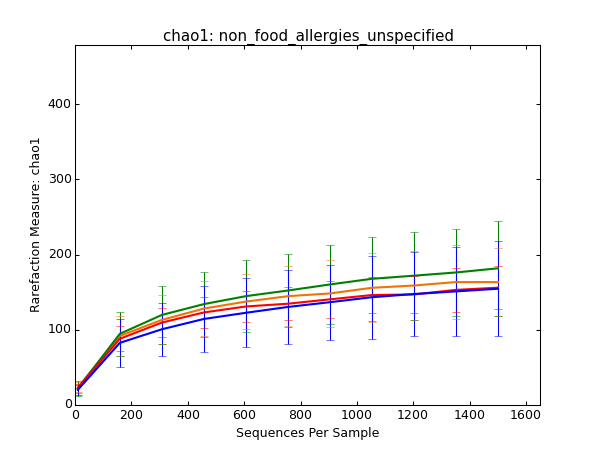 chao1: non_food_allergies_unspecified
Rarefaction Measure: chao1
400
300
200
100
0
0 200 400 600 800 1000 1200 1400 1600
Sequences Per Sample